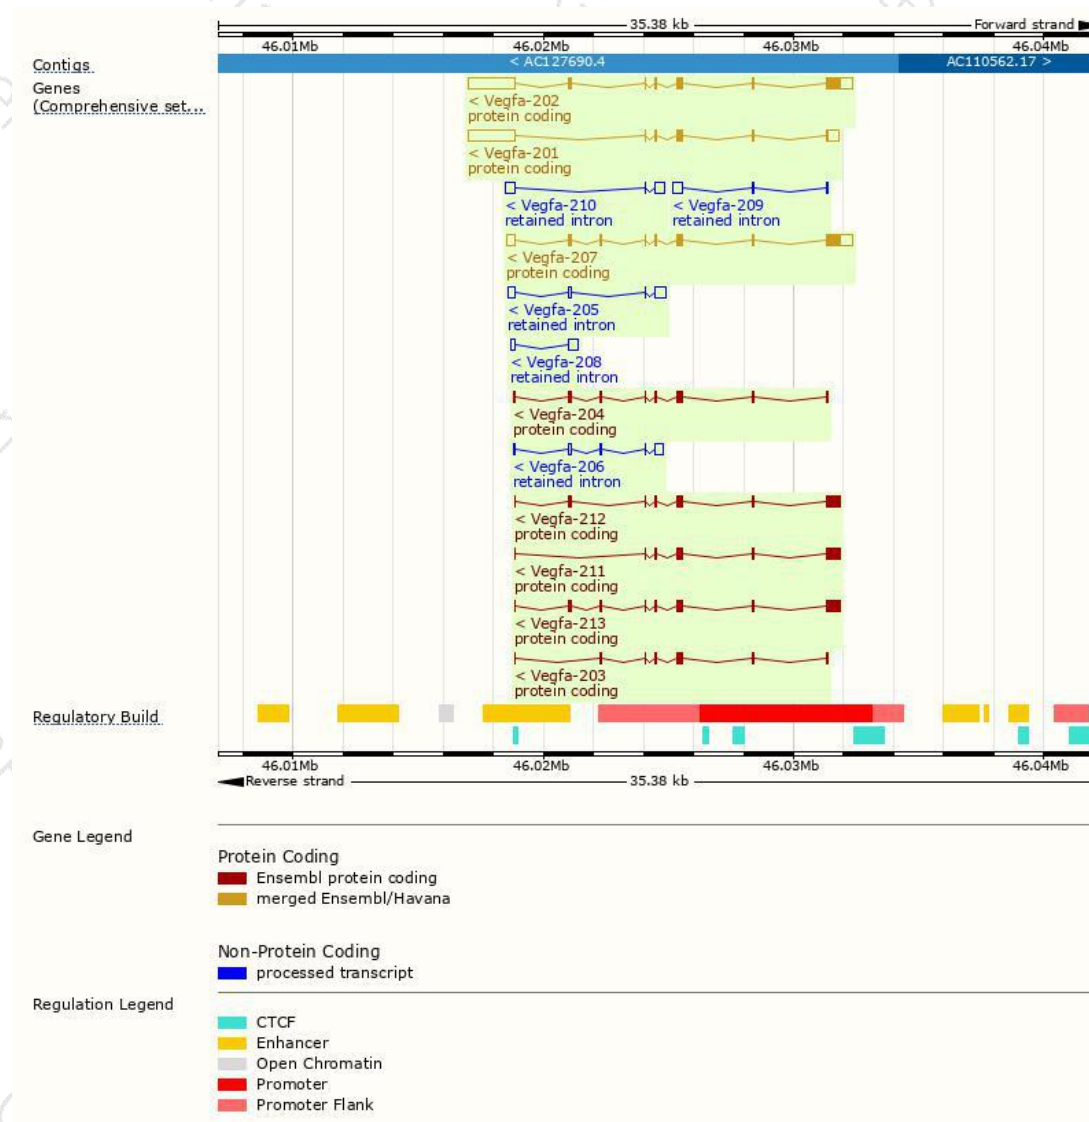 35.38 kb
Forward strand
46.01Mb 46.02Mb 46.03Mb 46.04Mb
Contigs
< AC127690.4
AC110562.17 >
Genes
(Comprehensive set...
< Vegfa-202
protein coding
< Vegfa-201
protein coding
< Vegfa-210
retained intron
< Vegfa-209
retained intron
< Vegfa-207
protein coding
< Vegfa-205
retained intron
< Vegfa-208
retained intron
< Vegfa-204
protein coding
< Vegfa-206
retained intron
< Vegfa-212
protein coding
< Vegfa-211
protein coding
< Vegfa-213
protein coding
< Vegfa-203
protein coding
Regulatory Build
46.01Mb 46.02Mb 46.03Mb 46.04Mb
Reverse strand
35.38 kb
Gene Legend
Protein Coding
Ensembl protein coding
merged Ensembl/Havana
Non-Protein Coding
processed transcript
Regulation Legend
CTCF
Enhancer
Open Chromatin
Promoter
Promoter Flank